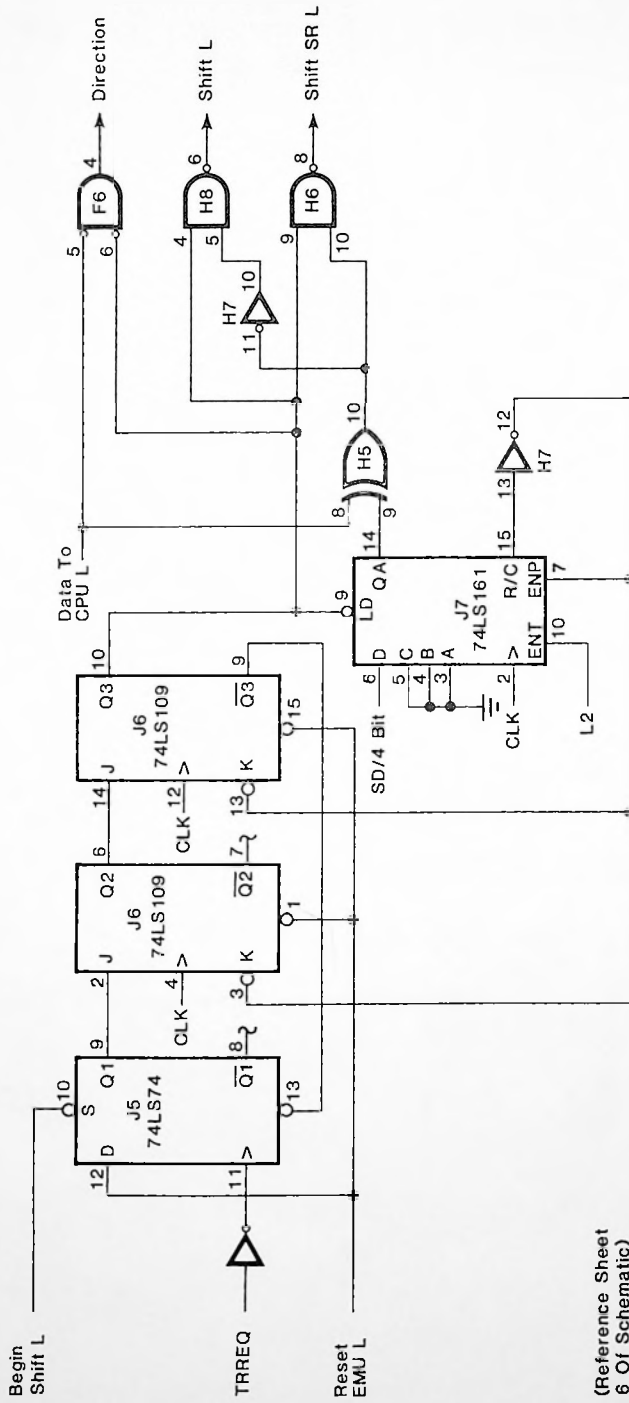 Begin
Shift L
TRREQ
Reset
EMU L
10
S
D
Q1
J5
74LS74
>
Q1
12
11
9
8
13
2
J
Q2
J6
74LS109
>
K
Q2
CLK
4
3
6
7
1
14
J
Q3
J6
74LS109
>
K
Q3
CLK
12
13
10
9
15
Data To
CPU L
9
LD
D
C
B
A
>
QA
J7
74LS161
R/C
ENT
ENP
SD/4 Bit
6
5
4
3
CLK
2
L2
10
7
14
15
8
9
H5
10
13
12
H7
11
10
H7
5
6
F6
4
Direction
4
5
H8
6
Shift L
9
10
H6
8
Shift SR L
(Reference Sheet
6 Of Schematic)